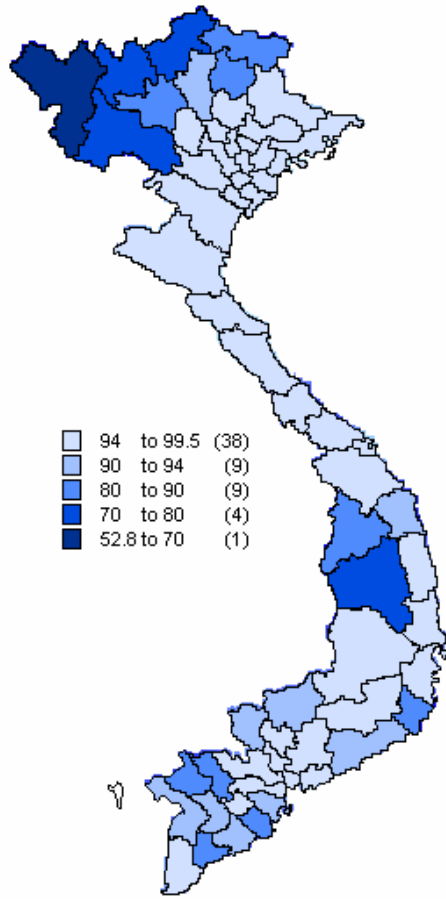 94 to 99.5 (38)
90 to 94 (9)
80 to 90 (9)
70 to 80 (4)
52.8 to 70 (1)